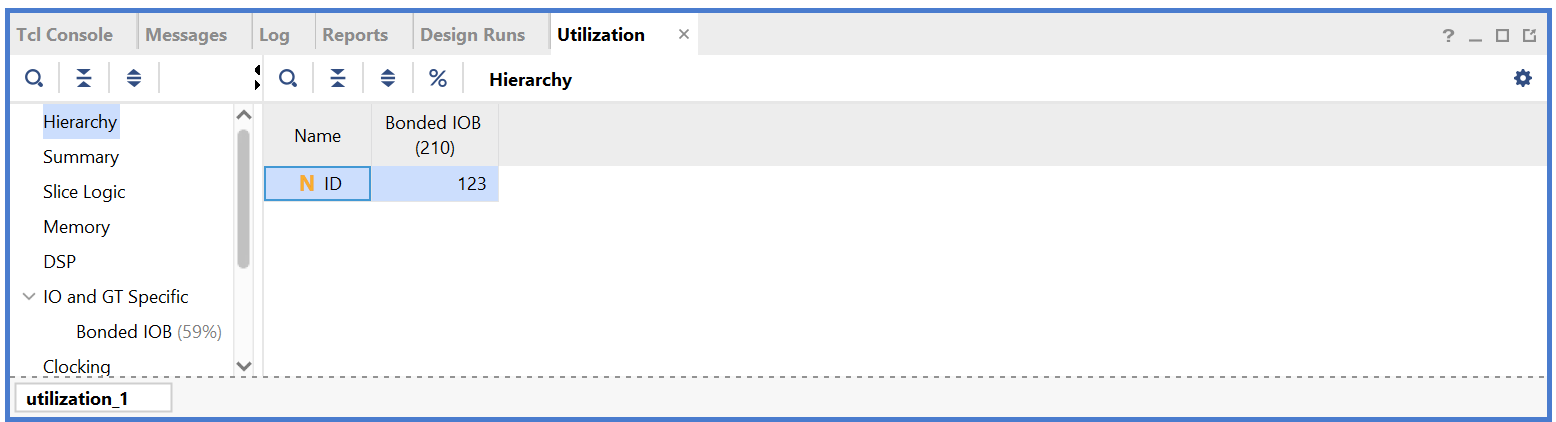 Tcl Console Messages Log Reports Design Runs Utilization × ?
% Hierarchy
Hierarchy
Summary
Slice Logic
Memory
DSP
IO and GT Specific
Bonded IOB (59%)
Clocking
Name Bonded IOB
(210)
N ID 123
utilization_1